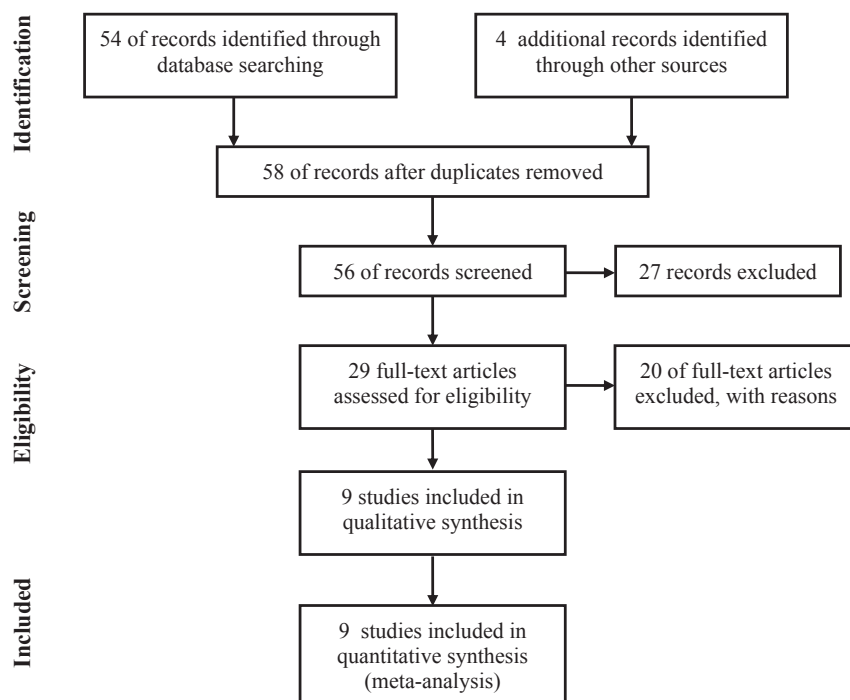 Identification
54 of records identified through
database searching
4 additional records identified
through other sources
58 of records after duplicates removed
Screening
56 of records screened
27 records excluded
Eligibility
29 full-text articles
assessed for eligibility
20 of full-text articles
excluded, with reasons
9 studies included in
qualitative synthesis
Included
9 studies included in
quantitative synthesis
(meta-analysis)